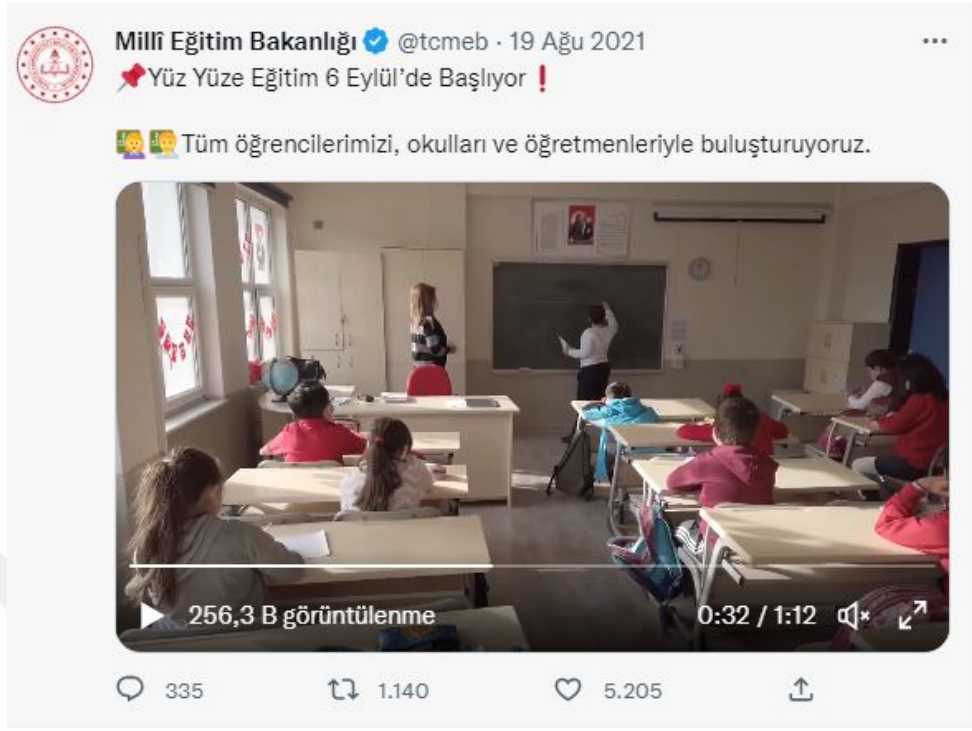 Millî Eğitim Bakanlığı @tcmeb · 19 Ağu 2021
📌Yüz Yüze Eğitim 6 Eylül'de Başlıyor❗
👩‍🏫👨‍🏫Tüm öğrencilerimizi, okulları ve öğretmenleriyle buluşturuyoruz.
256,3 B görüntülenme 0:32 / 1:12
335 1.140 5.205